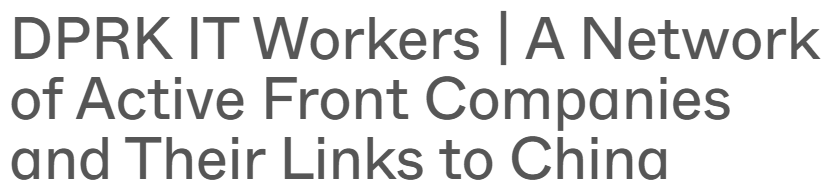 DPRK IT Workers | A Network
of Active Front Companies
and Their Links to China